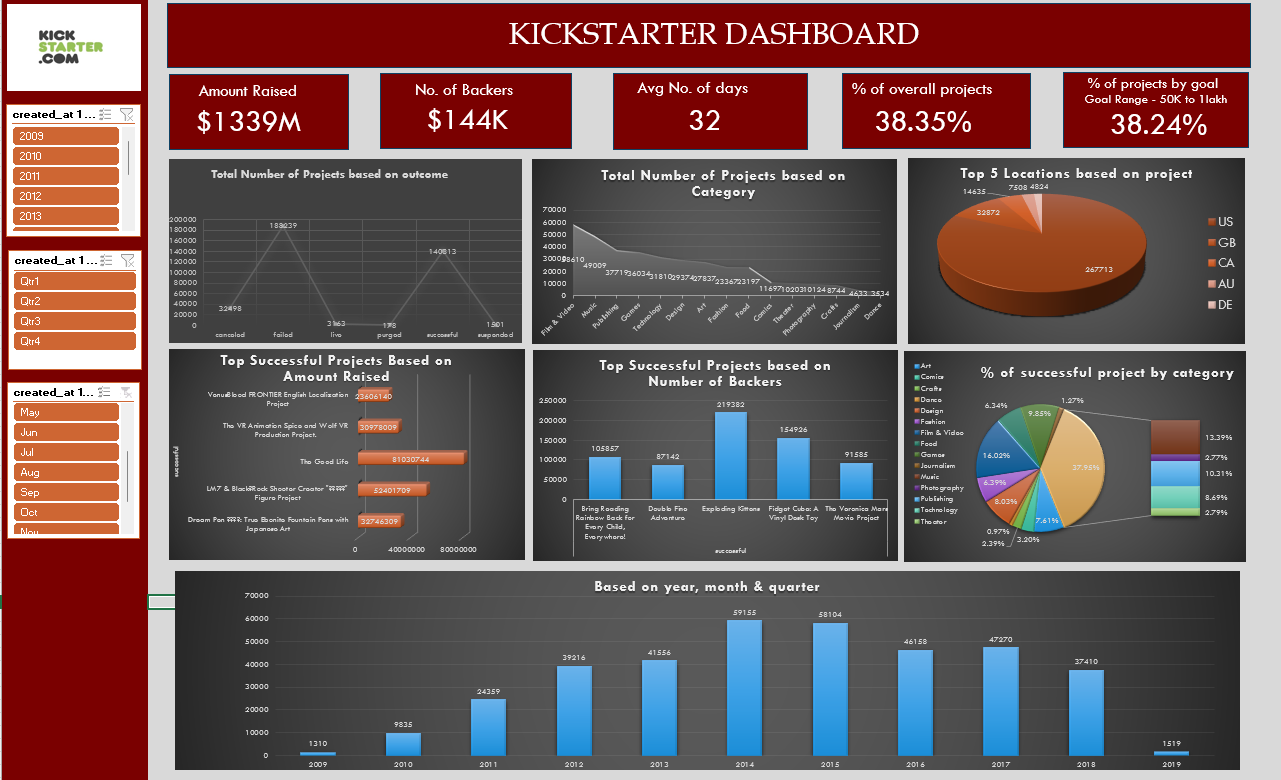 KICK
STARTER
.COM
KICKSTARTER DASHBOARD
Amount Raised
$1339M
No. of Backers
$144K
Avg No. of days
32
% of overall projects
38.35%
% of projects by goal
Goal Range - 50K to 1lakh
38.24%
created_at 1...
2009
2010
2011
2012
2013
created_at 1...
Qtr1
Qtr2
Qtr3
Qtr4
created_at 1...
May
Jun
Jul
Aug
Sep
Oct
Nov
Total Number of Projects based on outcome
200000
180000
160000
140000
120000
100000
80000
60000
40000
20000
0
32498
188239
3163
178
140813
1501
canceled
failed
live
purged
successful
suspended
Total Number of Projects based on
Category
70000
60000
50000
40000
30000
20000
10000
0
58610
49009
37719
36034
31810
29374
27837
23367
23197
11697
10203
10124
8744
4633
3534
Film & Video
Music
Publishing
Games
Technology
Design
Art
Fashion
Food
Comics
Theater
Photography
Crafts
Journalism
Dance
Top 5 Locations based on project
14635
7508
4824
32872
267713
US
GB
CA
AU
DE
Top Successful Projects Based on
Amount Raised
VenusBlood FRONTIER English Localization
Project
23606140
The VR Animation Spice and Wolf VR
Production Project.
30978009
The Good Life
81030744
Figure Project
52401709
Japanese Art
32746309
successful
0
40000000
80000000
Top Successful Projects based on
Number of Backers
250000
200000
150000
100000
50000
0
105857
87142
219382
154926
91585
Bring Reading
Rainbow Back for
Every Child,
Everywhere!
Double Fine
Adventure
Exploding Kittens
Fidget Cube: A
Vinyl Desk Toy
The Veronica Mars
Movie Project
successful
% of successful project by category
Art
Comics
Crafts
Dance
Design
Fashion
Film & Video
Food
Games
Journalism
Music
Photography
Publishing
Technology
Theater
6.34%
9.85%
1.27%
16.02%
37.95%
6.39%
8.03%
0.97%
2.39%
3.20%
7.61%
13.39%
2.77%
10.31%
8.69%
2.79%
Based on year, month & quarter
70000
60000
50000
40000
30000
20000
10000
0
1310
9835
24359
39216
41556
59155
58104
46158
47270
37410
1519
2009
2010
2011
2012
2013
2014
2015
2016
2017
2018
2019